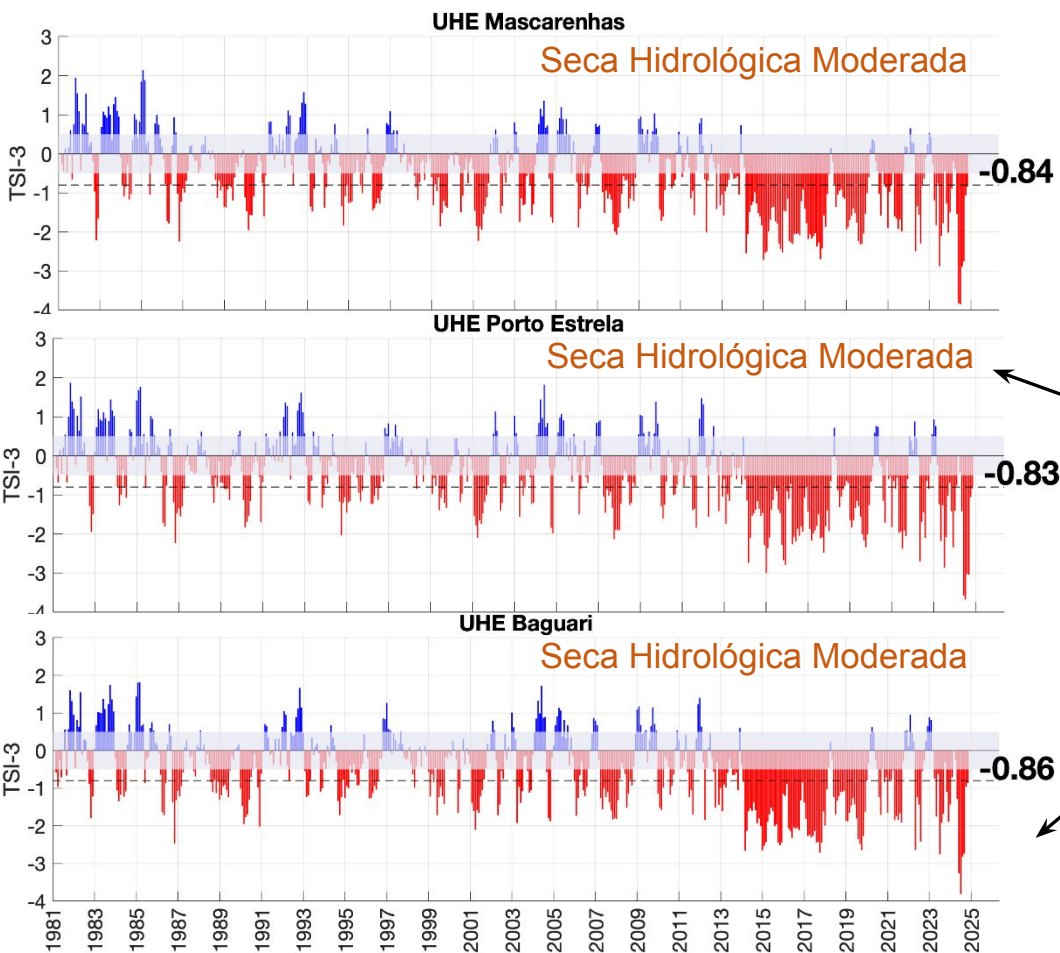 UHE Mascarenhas
Seca Hidrológica Moderada
3
2
1
0
-1
-2
-3
-4
TSI-3
-0.84
UHE Porto Estrela
Seca Hidrológica Moderada
3
2
1
0
-1
-2
-3
-4
TSI-3
-0.83
UHE Baguari
Seca Hidrológica Moderada
3
2
1
0
-1
-2
-3
-4
TSI-3
-0.86
1981 1983 1985 1987 1989 1991 1993 1995 1997 1999 2001 2003 2005 2007 2009 2011 2013 2015 2017 2019 2021 2023 2025